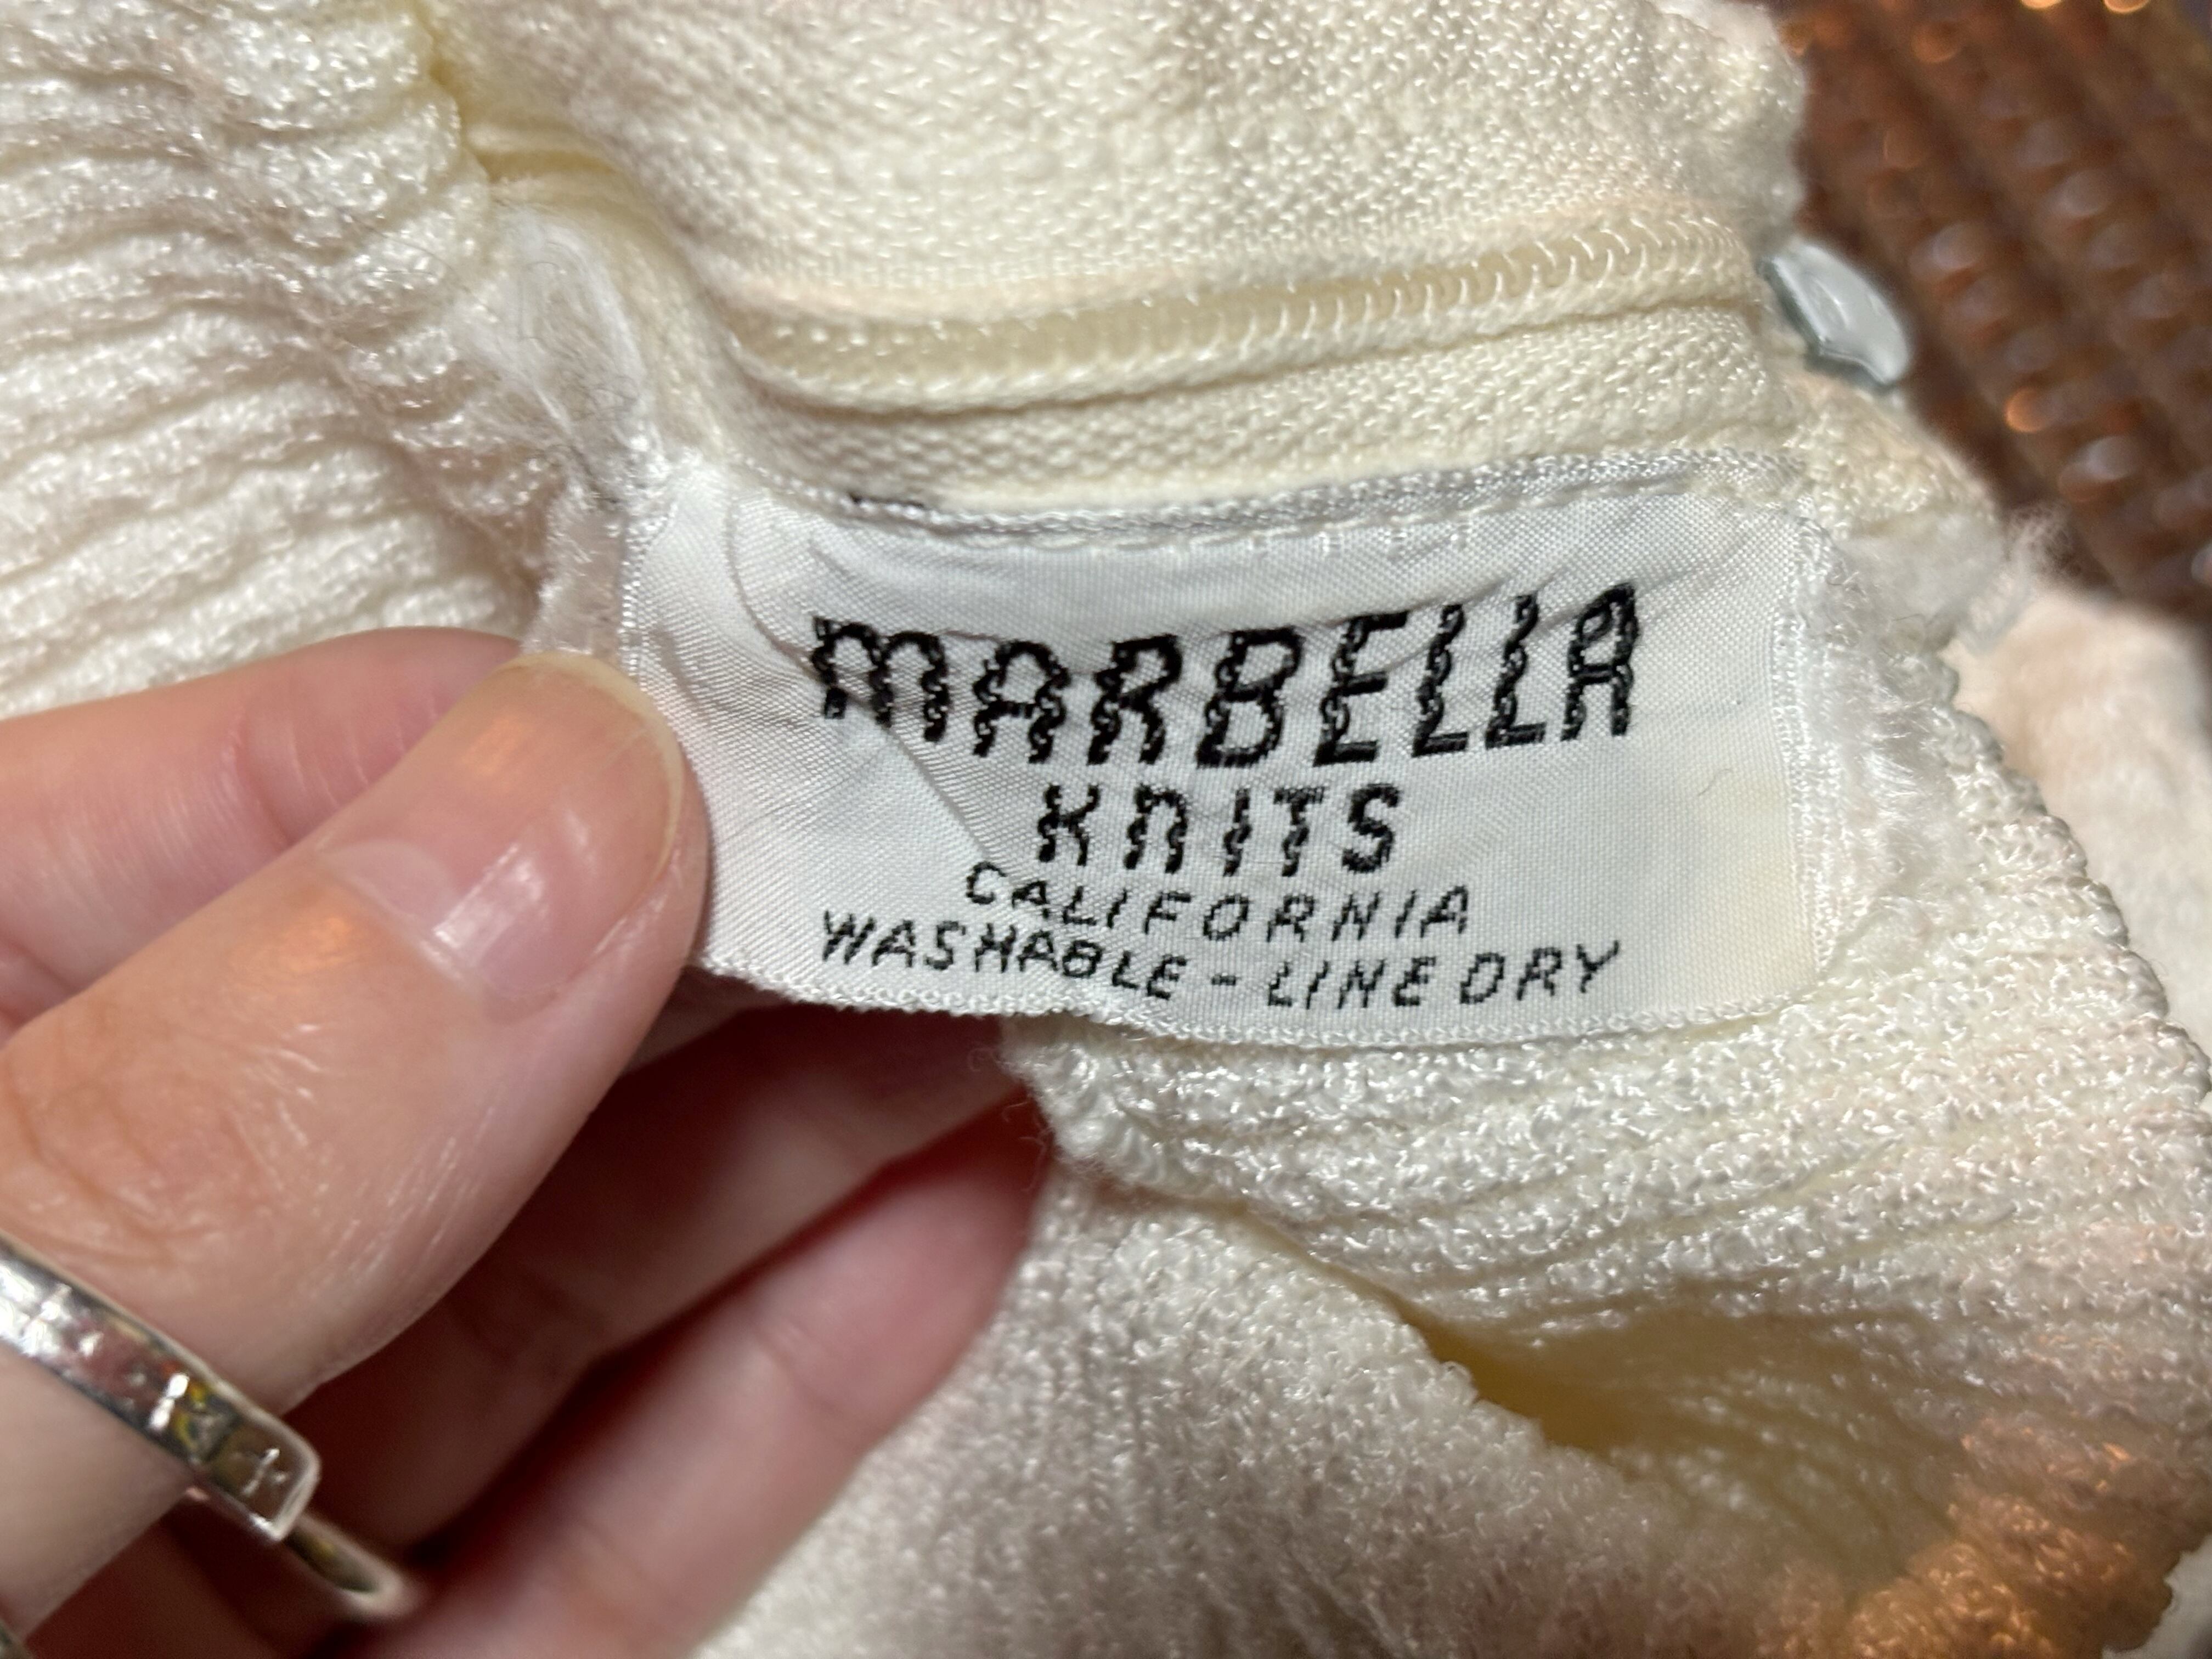 MARBELLA
KNITS
CALIFORNIA
WASHABLE - LINE DRY